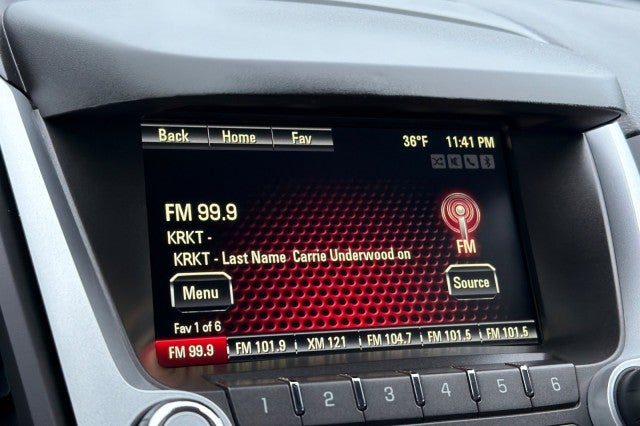 Back Home Fav 36°F 11:41 PM
FM 99.9
KRKT -
KRKT - Last Name Carrie Underwood on
FM
Menu Source
Fav 1 of 6
FM 99.9 FM 101.9 XM 121 FM 104.7 FM 101.5 FM 101.5
1 2 3 4 5 6